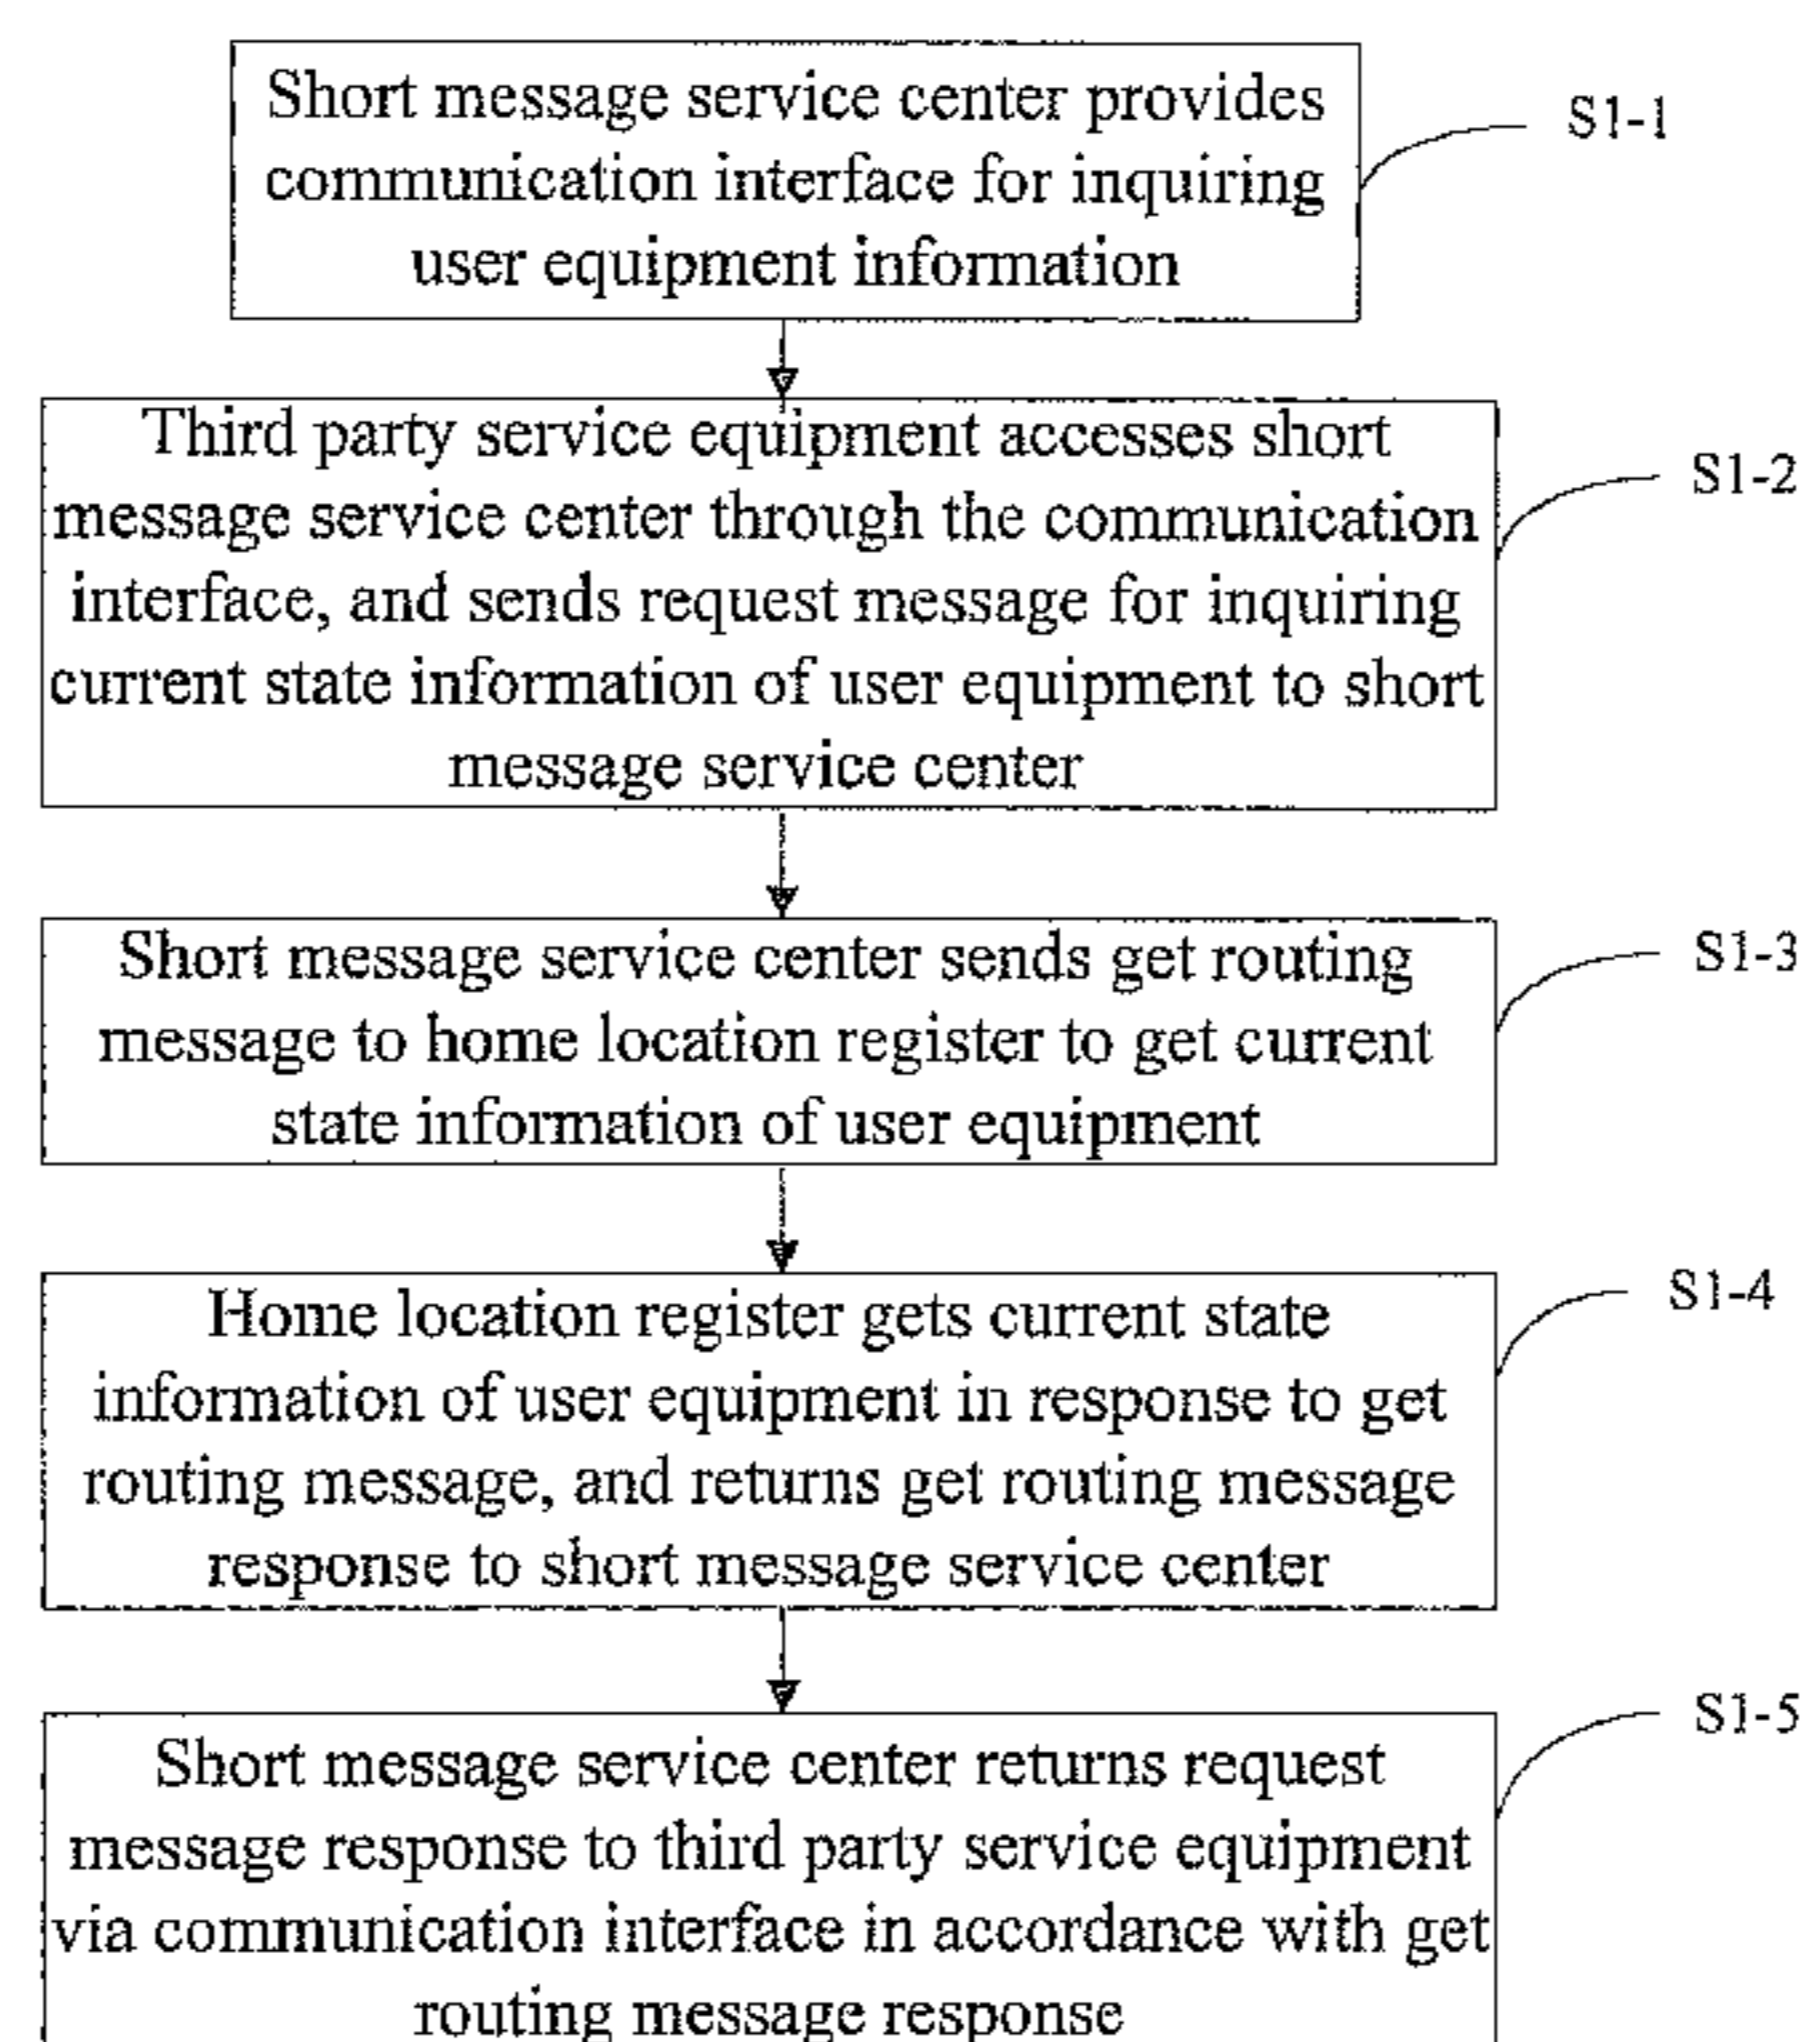 Short message service center provides
communication interface for inquiring
user equipment information
S1-1
Third party service equipment accesses short
message service center through the communication
interface, and sends request message for inquiring
current state information of user equipment to short
message service center
S1-2
Short message service center sends get routing
message to home location register to get current
state information of user equipment
S1-3
Home location register gets current state
information of user equipment in response to get
routing message, and returns get routing message
response to short message service center
S1-4
Short message service center returns request
message response to third party service equipment
via communication interface in accordance with get
routing message response
S1-5